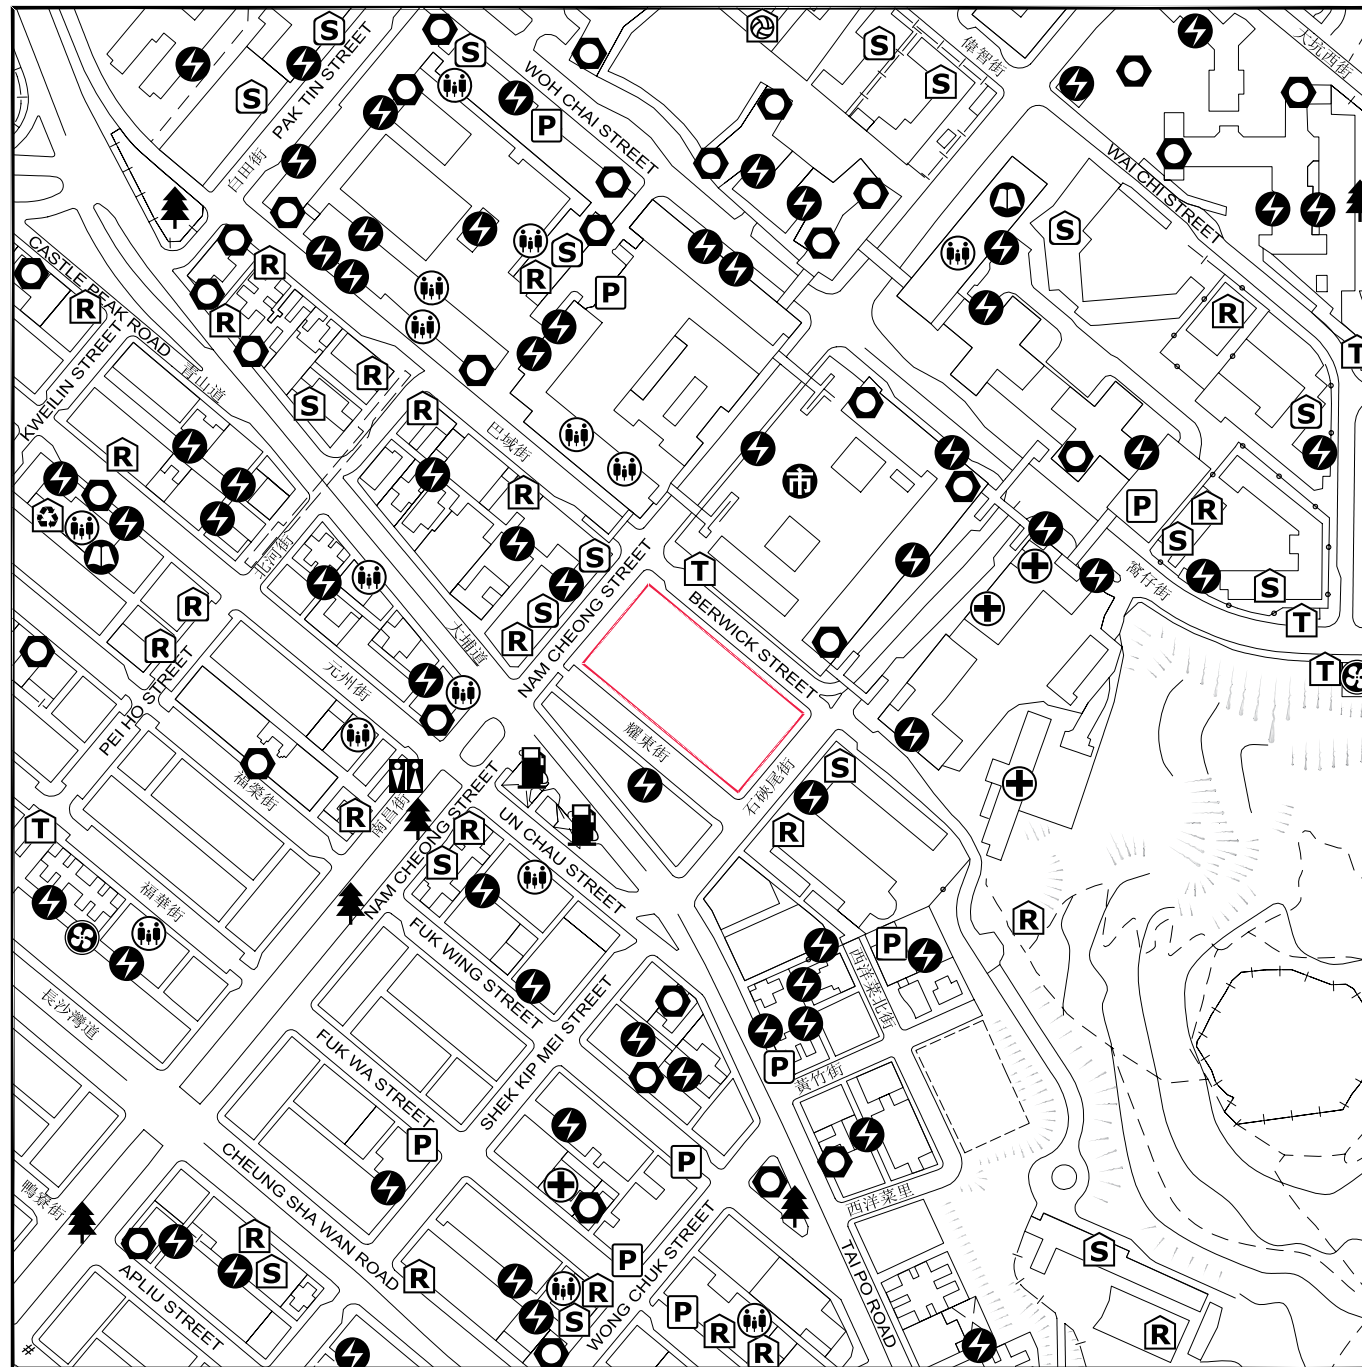 偉智街
大坑西街
PAK TIN STREET
WOH CHAI STREET
白田街
WAI CHI STREET
CASTLE PEAK ROAD
青山道
KWEILIN STREET
巴域街
北河街
窩仔街
NAM CHEONG STREET
BERWICK STREET
大埔道
元州街
PEI HO STREET
耀東街
石硤尾街
福榮街
南昌街
NAM CHEONG STREET
UN CHAU STREET
福華街
FUK WING STREET
西洋菜北街
長沙灣道
SHEK KIP MEI STREET
FUK WA STREET
黃竹街
CHEUNG SHA WAN ROAD
鴨寮街
西洋菜里
APLIU STREET
WONG CHUK STREET
TAI PO ROAD
S
S
S
S
S
P
R
S
R
P
S
R
R
R
T
R
S
R
S
R
R
P
R
S
S
T
S
S
R
R
R
T
T
S
R
T
R
R
S
R
P
P
P
P
R
S
R
P
R
S
P
R
R
S
R
#